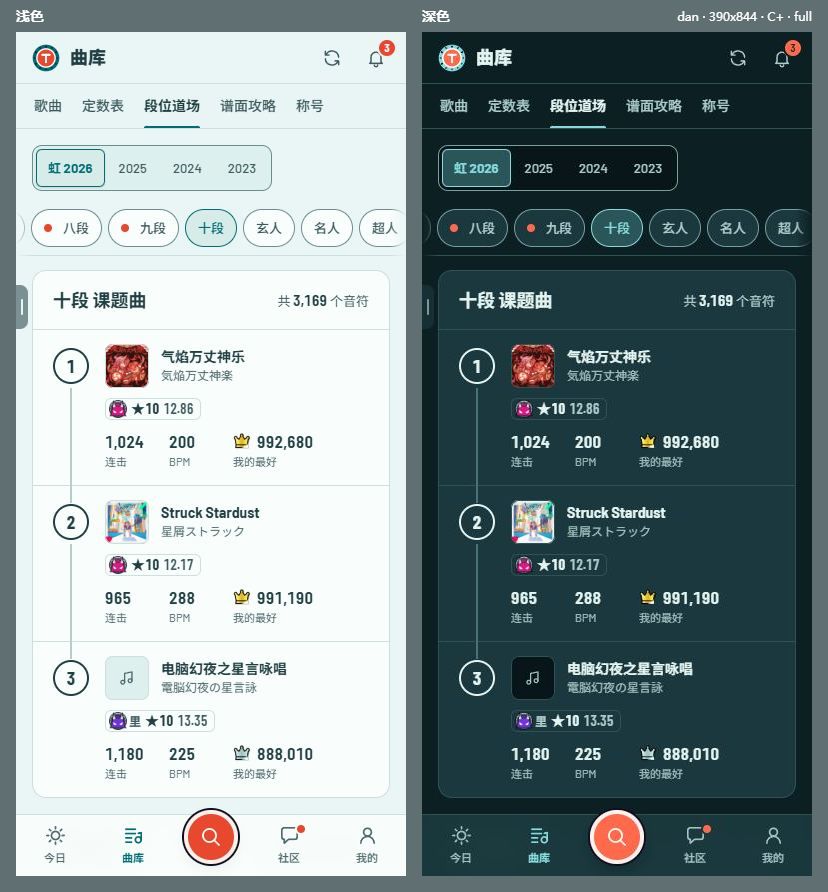 浅色
T 曲库 3
歌曲 定数表 段位道场 谱面攻略 称号
虹 2026 2025 2024 2023
八段 九段 十段 玄人 名人 超人
十段 课题曲 共 3,169 个音符
1 气焰万丈神乐
気焔万丈神楽
★10 12.86
1,024 200 992,680
连击 BPM 我的最好
2 Struck Stardust
星屑ストラック
★10 12.17
965 288 991,190
连击 BPM 我的最好
3 电脑幻夜之星言咏唱
電脳幻夜の星言詠
里 ★10 13.35
1,180 225 888,010
连击 BPM 我的最好
今日 曲库 社区 我的
深色 dan · 390x844 · C+ · full
T 曲库 3
歌曲 定数表 段位道场 谱面攻略 称号
虹 2026 2025 2024 2023
八段 九段 十段 玄人 名人 超人
十段 课题曲 共 3,169 个音符
1 气焰万丈神乐
気焔万丈神楽
★10 12.86
1,024 200 992,680
连击 BPM 我的最好
2 Struck Stardust
星屑ストラック
★10 12.17
965 288 991,190
连击 BPM 我的最好
3 电脑幻夜之星言咏唱
電脳幻夜の星言詠
里 ★10 13.35
1,180 225 888,010
连击 BPM 我的最好
今日 曲库 社区 我的